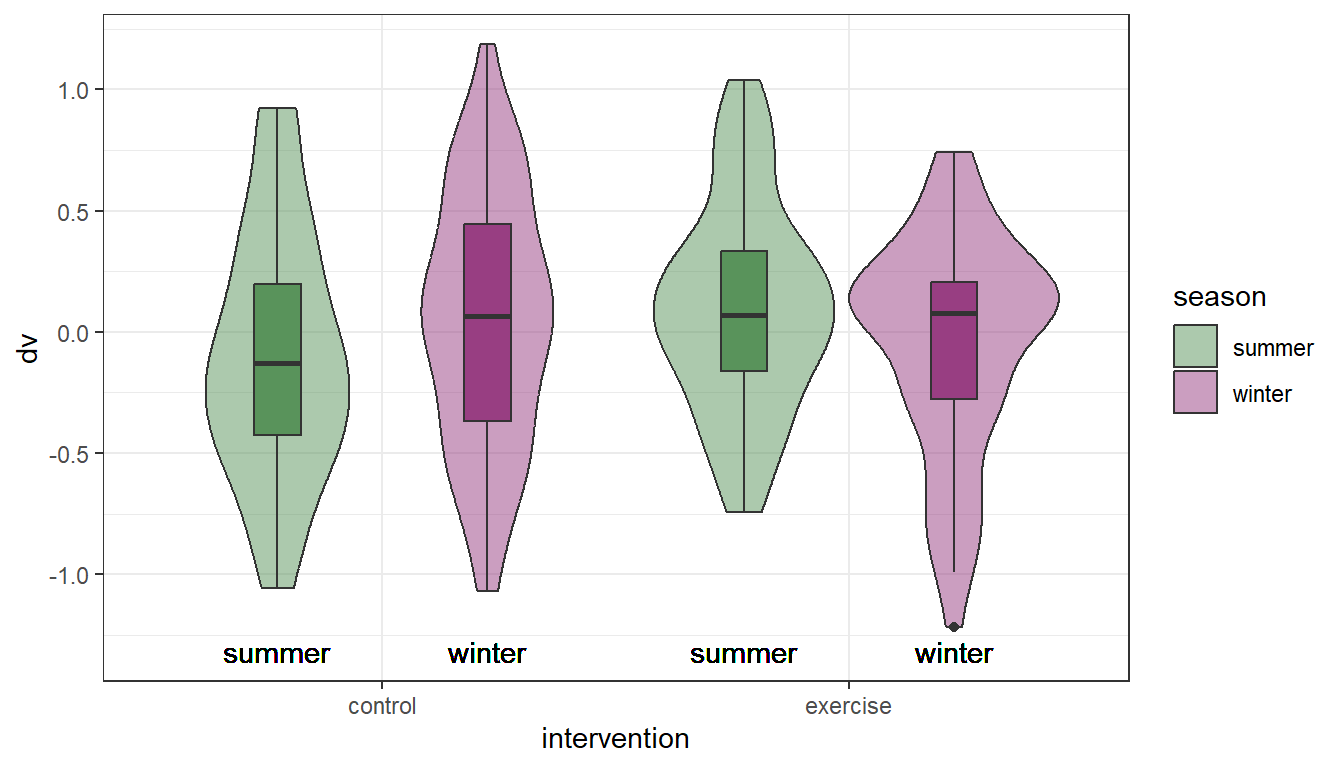 dv
1.0
0.5
0.0
-0.5
-1.0
summer winter summer winter
control exercise
intervention
season
summer
winter